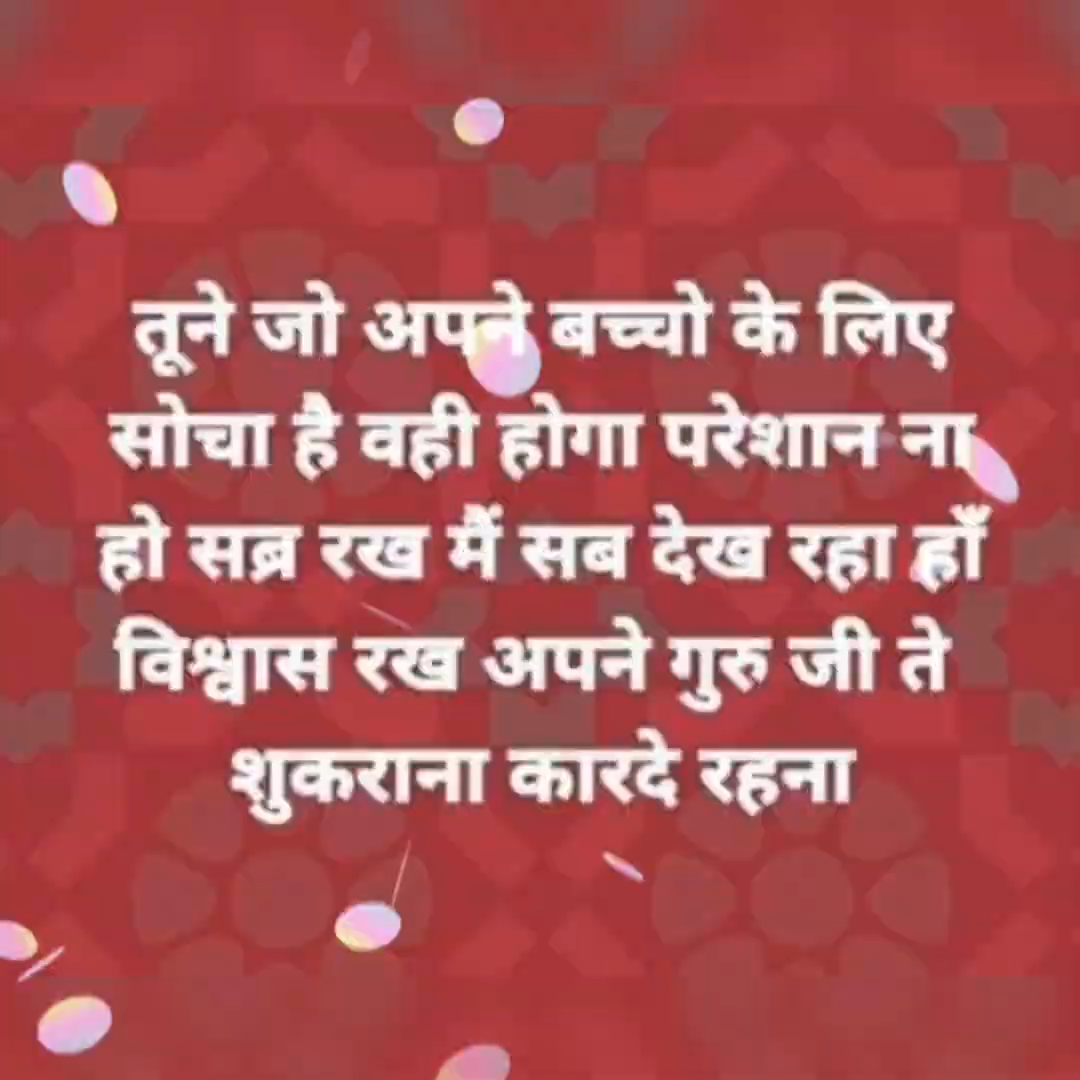 तूने जो अपने बच्चो के लिए
सोचा है वही होगा परेशान ना
हो सब्र रख मैं सब देख रहा हाँ
विश्वास रख अपने गुरु जी ते
शुकराना कारदे रहना